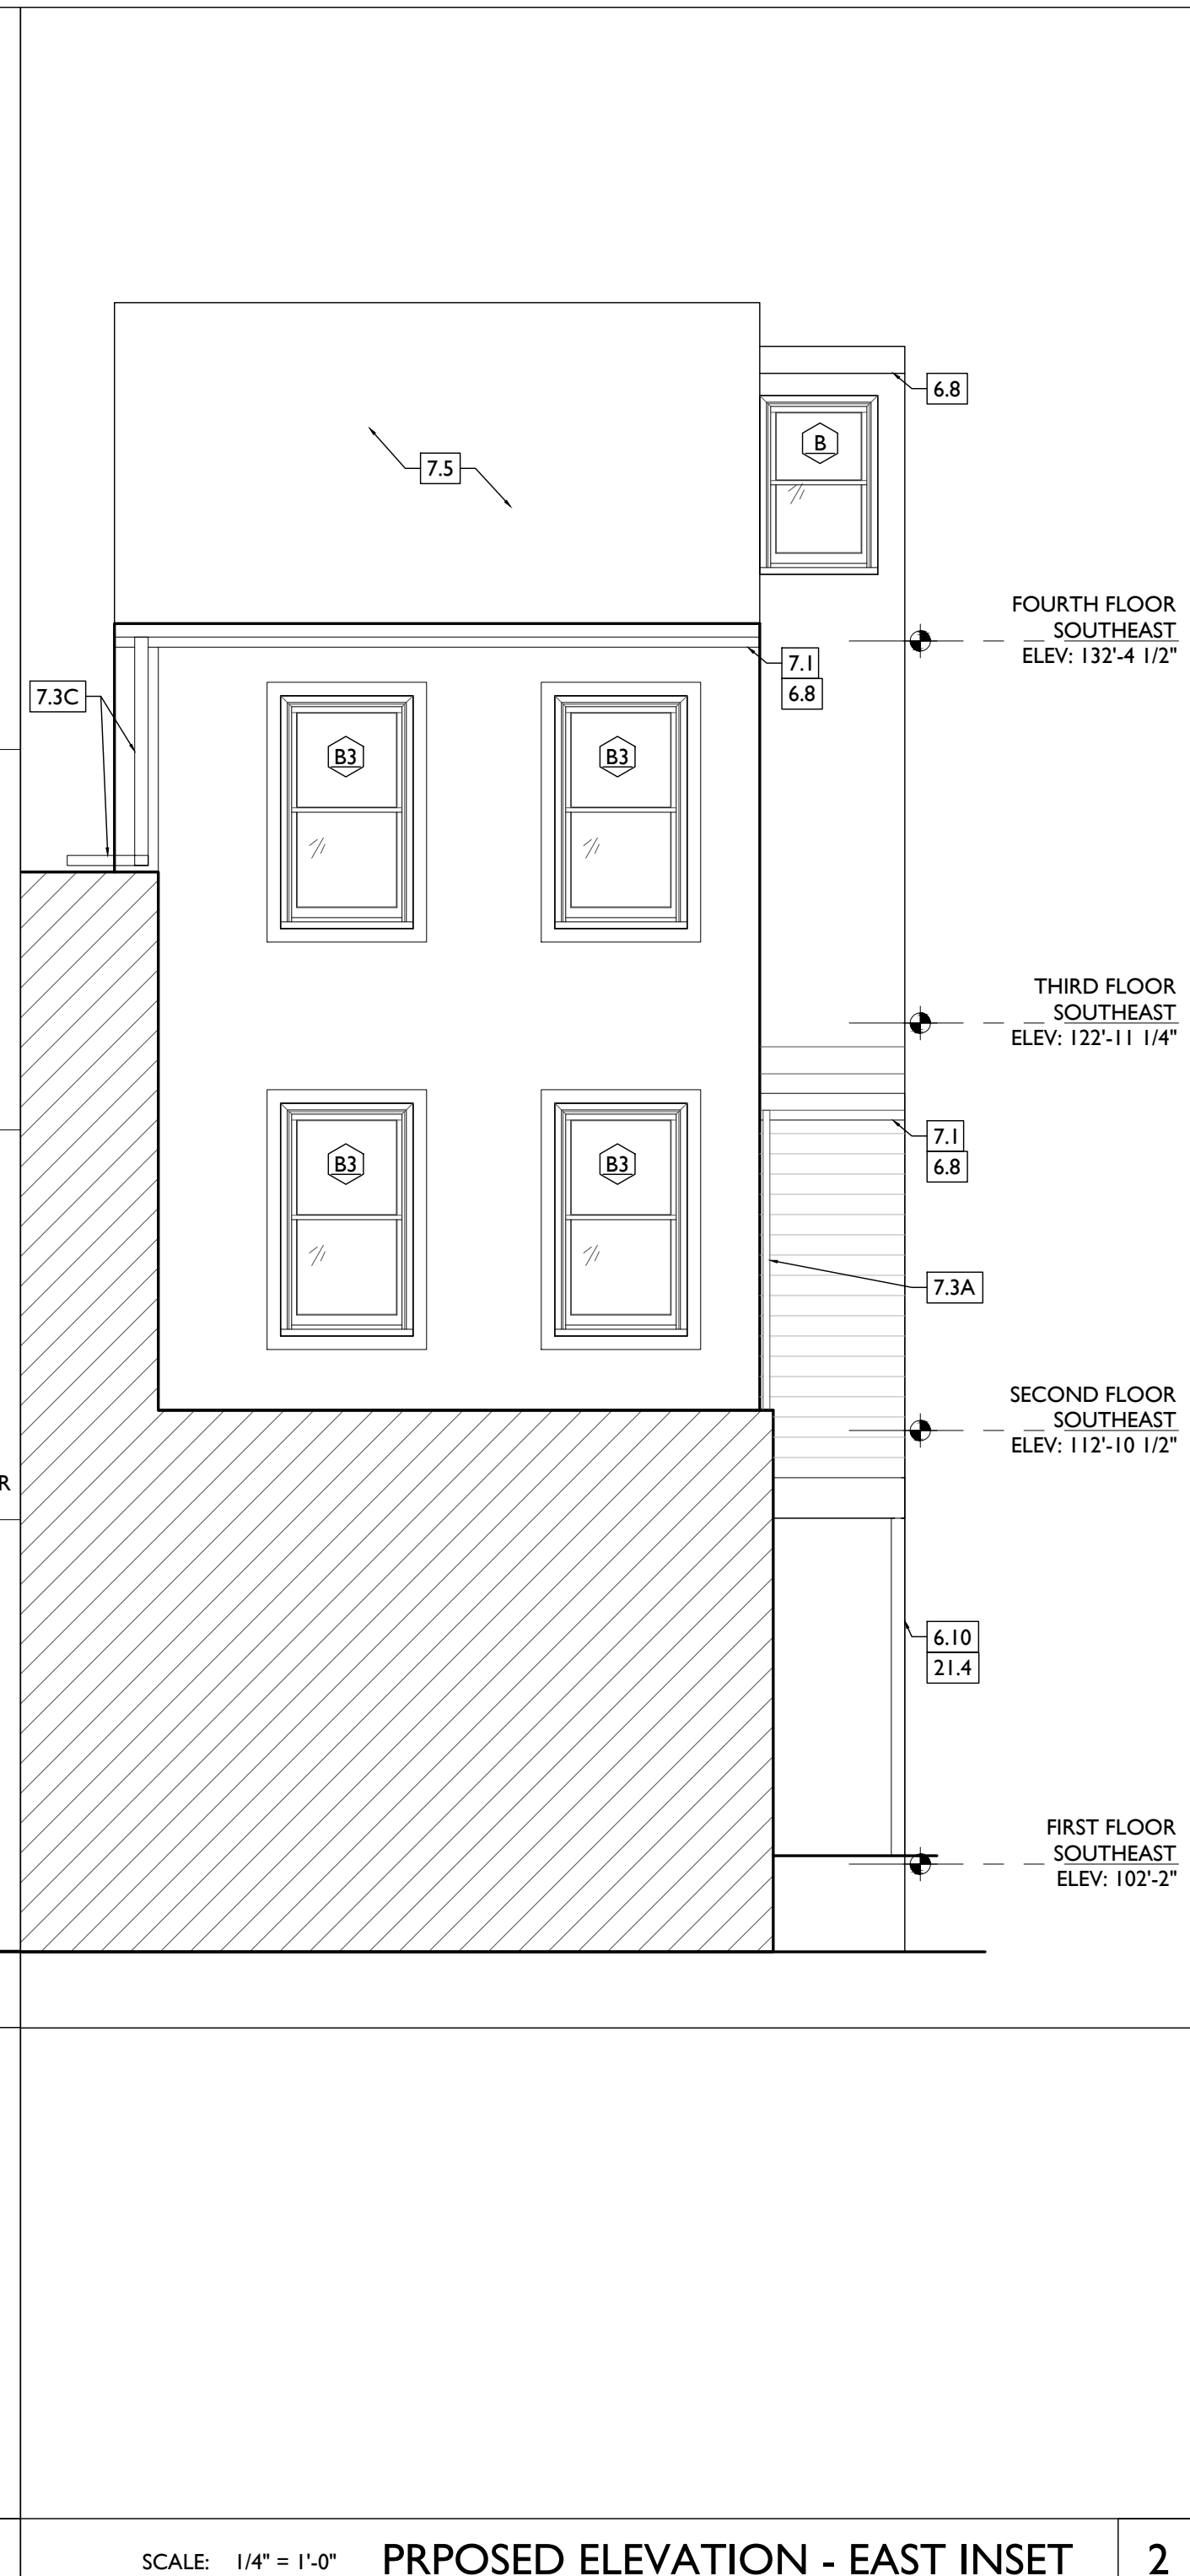 6.8
B
7.5
FOURTH FLOOR
SOUTHEAST
ELEV: 132'-4 1/2"
7.1
6.8
7.3C
B3
B3
THIRD FLOOR
SOUTHEAST
ELEV: 122'-11 1/4"
7.1
6.8
B3
B3
7.3A
SECOND FLOOR
SOUTHEAST
ELEV: 112'-10 1/2"
R
6.10
21.4
FIRST FLOOR
SOUTHEAST
ELEV: 102'-2"
SCALE: 1/4" = 1'-0" PRPOSED ELEVATION - EAST INSET 2